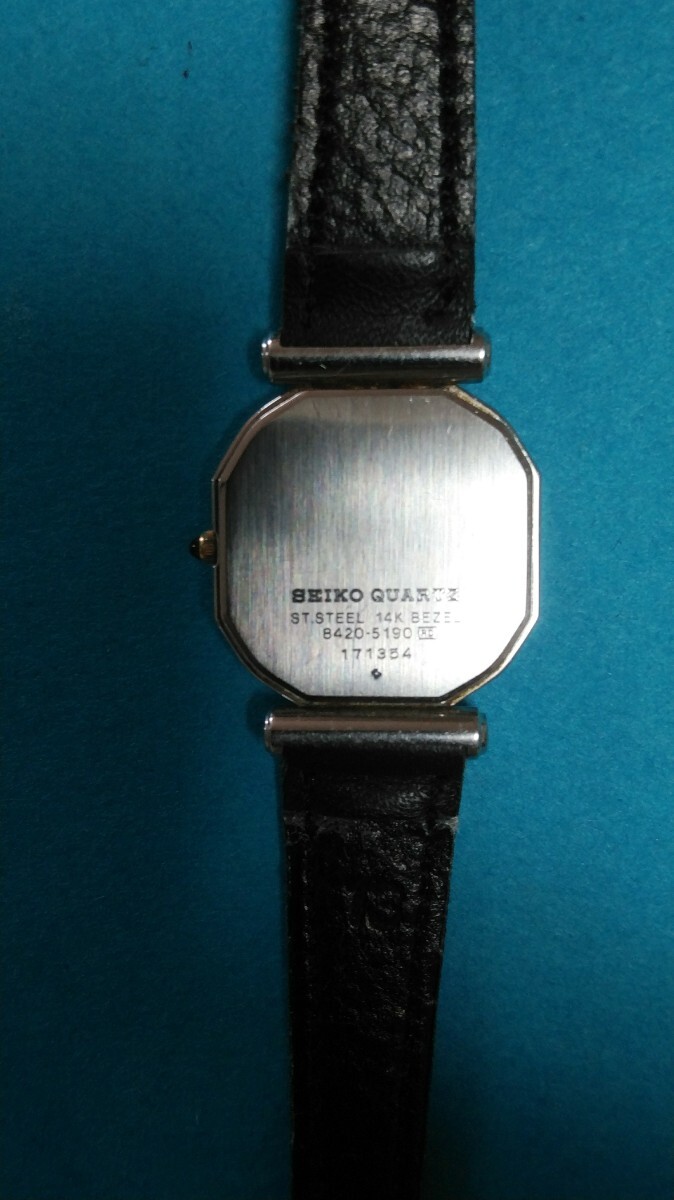 SEIKO QUARTZ
ST.STEEL 14K BEZEL
8420-5190
171354